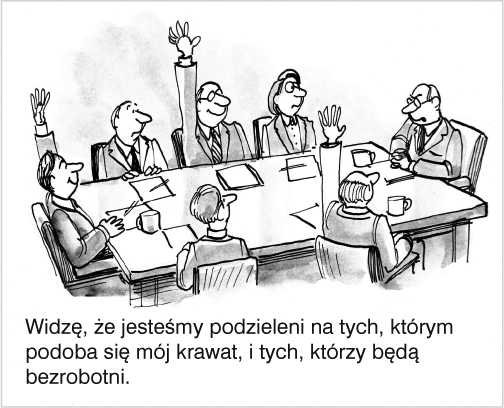 Widzę, że jesteśmy podzieleni na tych, którym
podoba się mój krawat, i tych, którzy będą
bezrobotni.